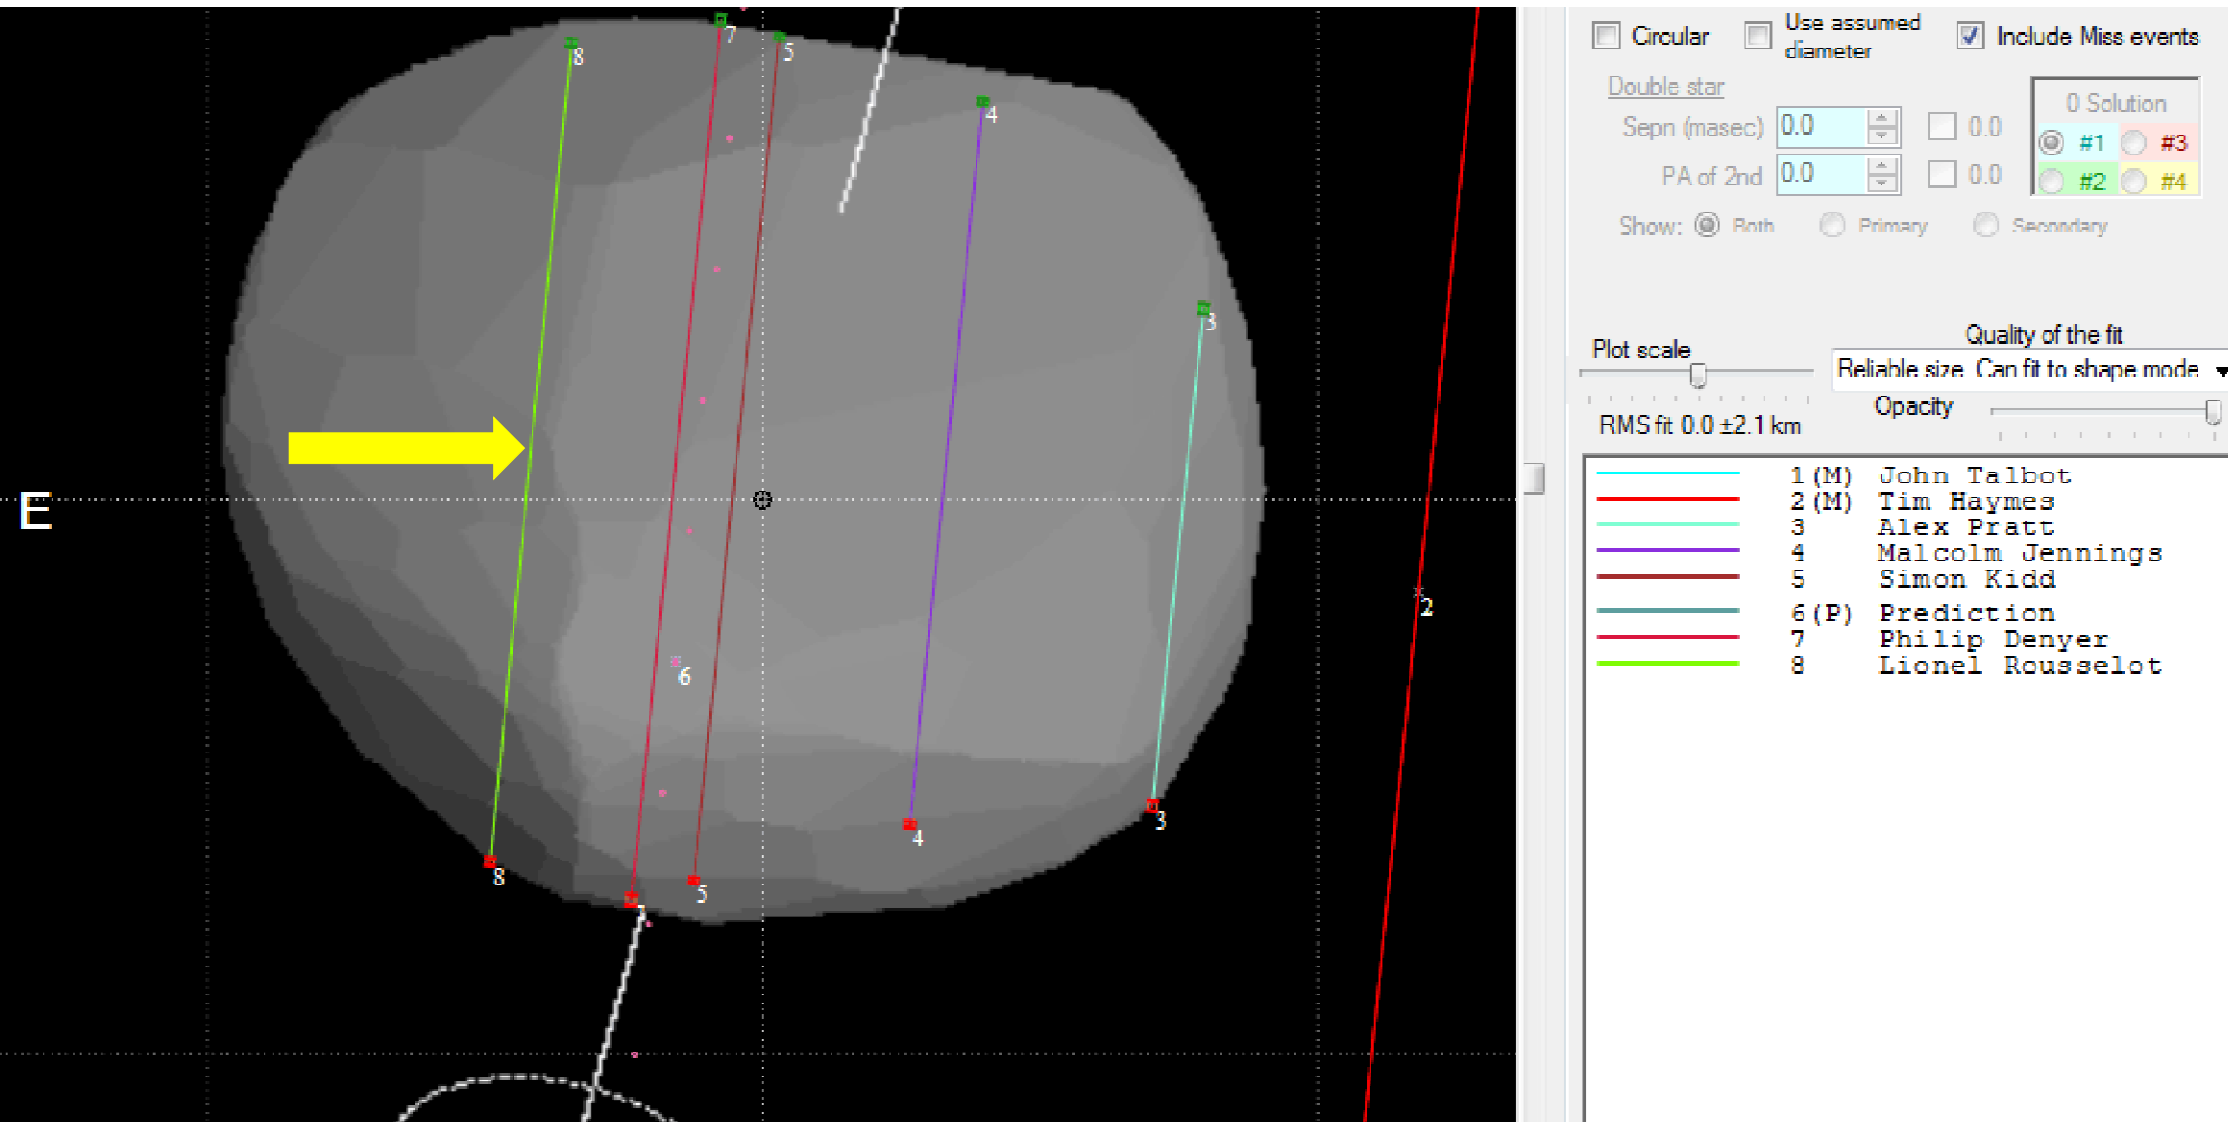 Circular
Use assumed
diameter
Include Miss events
Double star
0 Solution
Sepn (masec) 0.0 0.0
#1 #3
PA of 2nd 0.0 0.0
#2 #4
Show: Both Primary Secondary
Quality of the fit
Plot scale
Reliable size Can fit to shape mode
Opacity
RMS fit 0.0 ±2.1 km
1 (M) John Talbot
2 (M) Tim Haymes
3 Alex Pratt
4 Malcolm Jennings
5 Simon Kidd
6 (P) Prediction
7 Philip Denyer
8 Lionel Rousselot
7
5
8
4
3
E
2
6
3
4
8
5
7